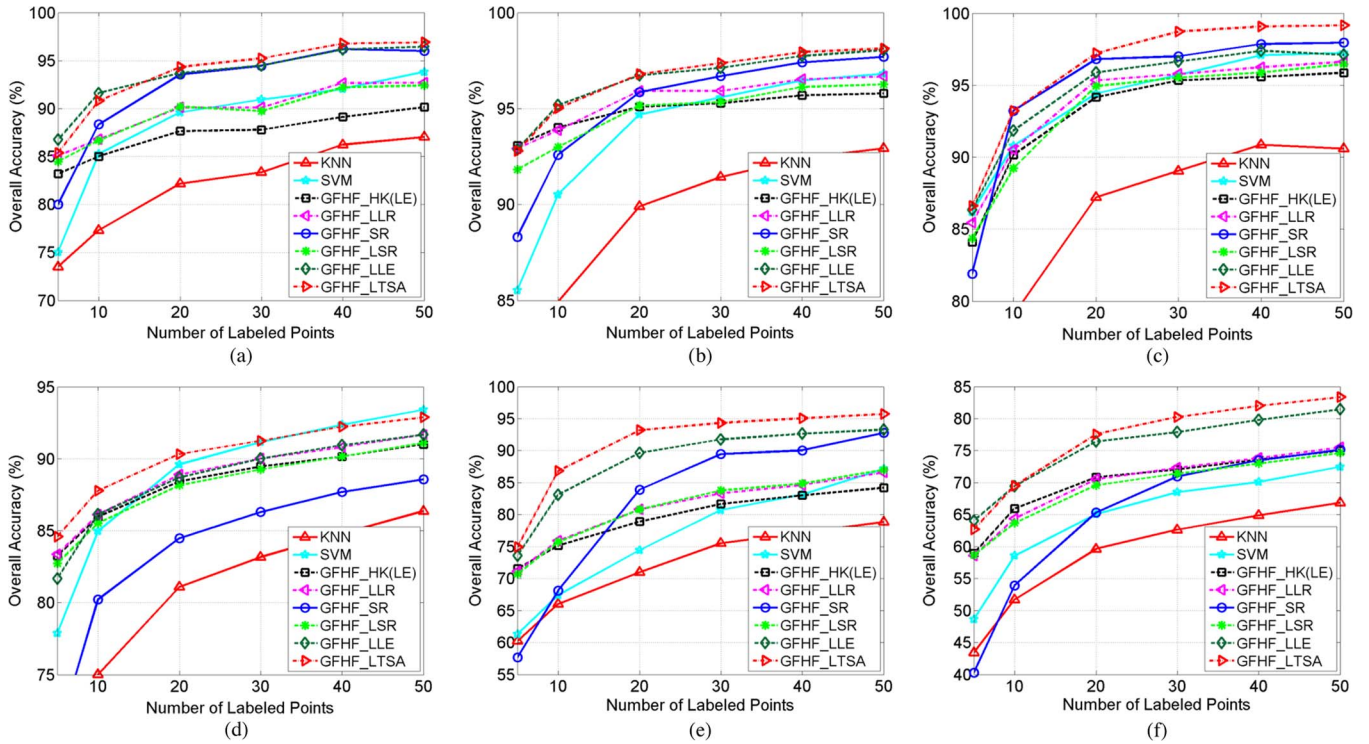 100
95
90
85
80
75
70
Overall Accuracy (%)
10 20 30 40 50
Number of Labeled Points
KNN
SVM
GFHF_HK(LE)
GFHF_LLR
GFHF_SR
GFHF_LSR
GFHF_LLE
GFHF_LTSA
(a)
100
95
90
85
Overall Accuracy (%)
10 20 30 40 50
Number of Labeled Points
KNN
SVM
GFHF_HK(LE)
GFHF_LLR
GFHF_SR
GFHF_LSR
GFHF_LLE
GFHF_LTSA
(b)
100
95
90
85
80
Overall Accuracy (%)
10 20 30 40 50
Number of Labeled Points
KNN
SVM
GFHF_HK(LE)
GFHF_LLR
GFHF_SR
GFHF_LSR
GFHF_LLE
GFHF_LTSA
(c)
95
90
85
80
75
Overall Accuracy (%)
10 20 30 40 50
Number of Labeled Points
KNN
SVM
GFHF_HK(LE)
GFHF_LLR
GFHF_SR
GFHF_LSR
GFHF_LLE
GFHF_LTSA
(d)
100
95
90
85
80
75
70
65
60
55
Overall Accuracy (%)
10 20 30 40 50
Number of Labeled Points
KNN
SVM
GFHF_HK(LE)
GFHF_LLR
GFHF_SR
GFHF_LSR
GFHF_LLE
GFHF_LTSA
(e)
85
80
75
70
65
60
55
50
45
40
Overall Accuracy (%)
10 20 30 40 50
Number of Labeled Points
KNN
SVM
GFHF_HK(LE)
GFHF_LLR
GFHF_SR
GFHF_LSR
GFHF_LLE
GFHF_LTSA
(f)